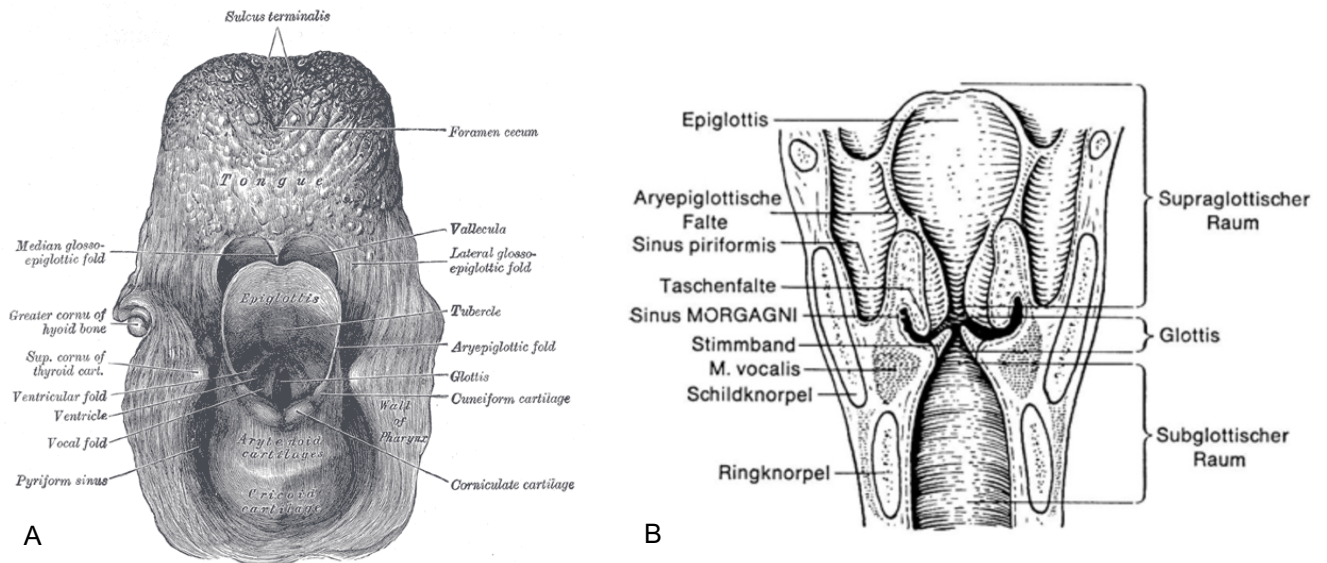 Sulcus terminalis
Foramen cecum
Tongue
Vallecula
Median glosso-
epiglottic fold
Lateral glosso-
epiglottic fold
Epiglottis
Greater cornu of
hyoid bone
Tubercle
Aryepiglottic fold
Sup. cornu of
thyroid cart.
Glottis
Ventricular fold
Cuneiform cartilage
Ventricle
Wall
of
Pharynx
Vocal fold
Arytenoid
cartilages
Pyriform sinus
Corniculate cartilage
Cricoid
cartilage
A
Epiglottis
Aryepiglottische
Falte
Sinus piriformis
Taschenfalte
Sinus MORGAGNI
Stimmband
M. vocalis
Schildknorpel
Ringknorpel
Supraglottischer
Raum
Glottis
Subglottischer
Raum
B